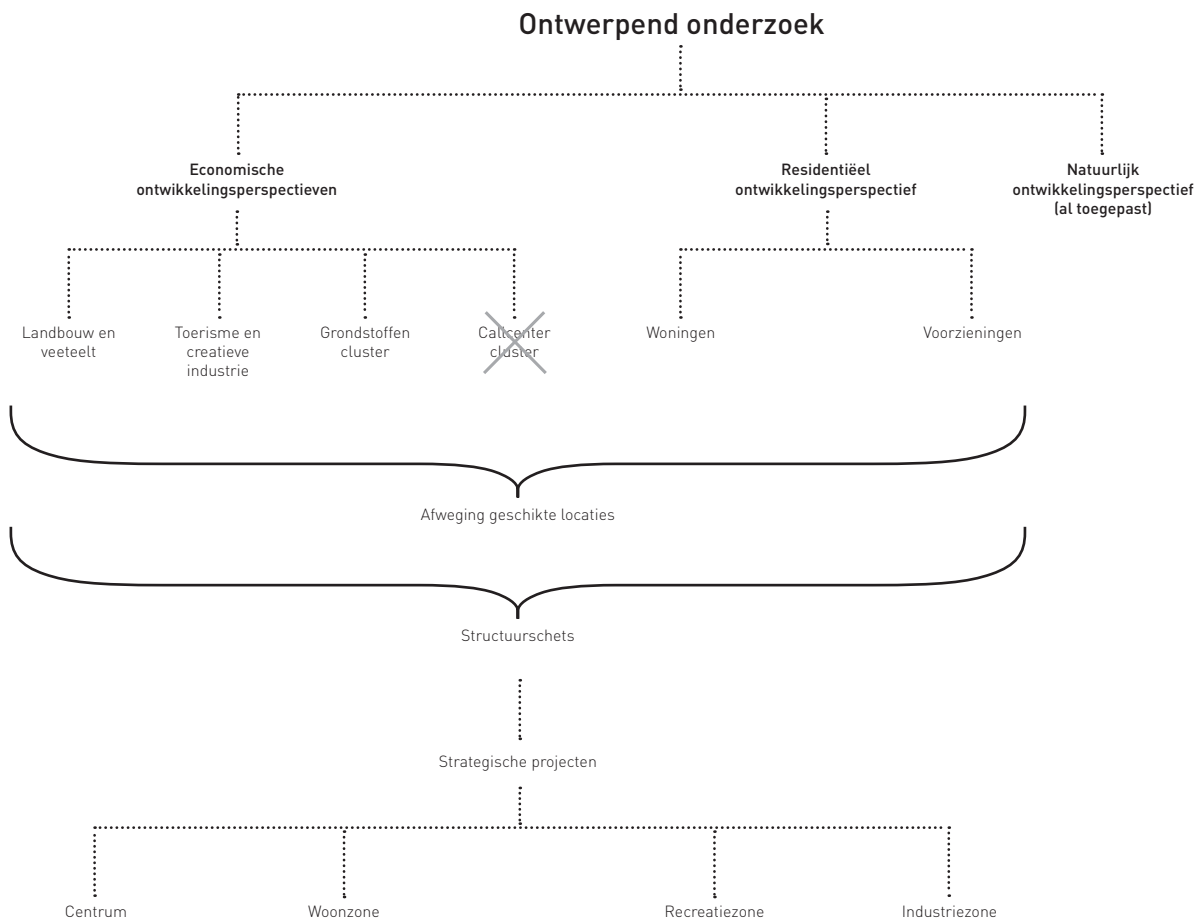 Ontwerpend onderzoek
Economische
ontwikkelingsperspectieven
Residentiëel
ontwikkelingsperspectief
Natuurlijk
ontwikkelingsperspectief
(al toegepast)
Landbouw en
veeteelt
Toerisme en
creatieve
industrie
Grondstoffen
cluster
Callcenter
cluster
Woningen
Voorzieningen
Afweging geschikte locaties
Structuurschets
Strategische projecten
Centrum
Woonzone
Recreatiezone
Industriezone